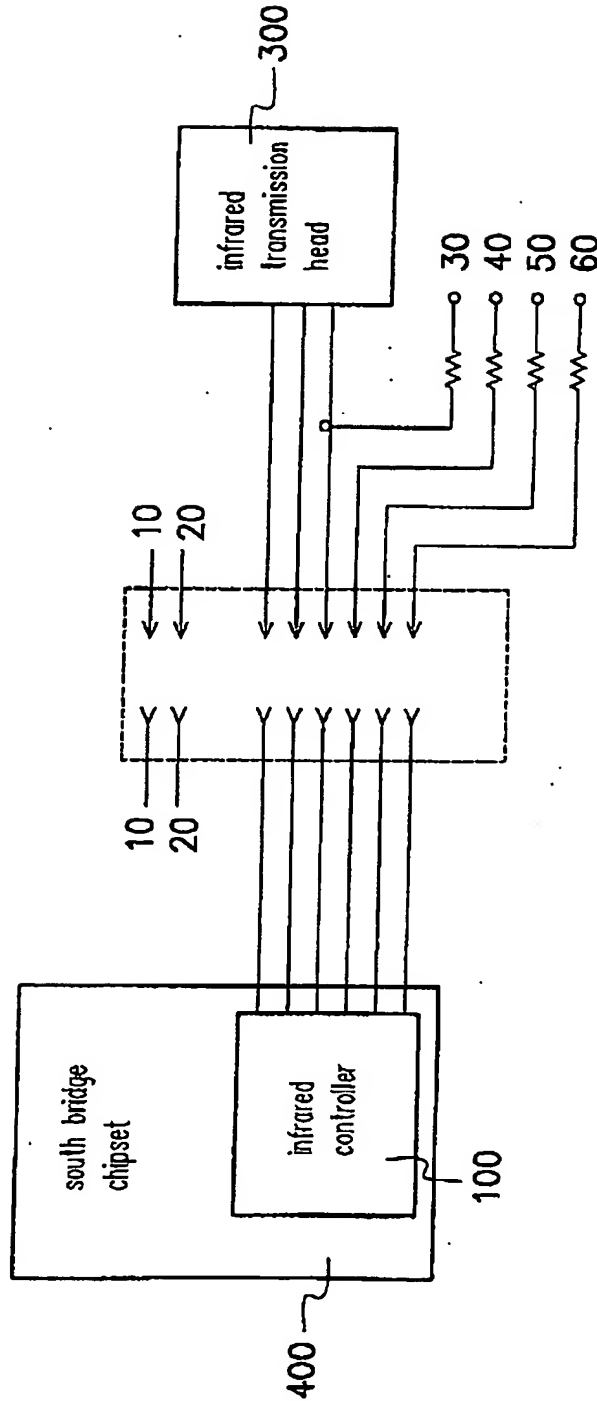 south bridge
chipset
infrared
controller
100
400
10
20
10
20
infrared
transmission
head
300
30
40
50
60